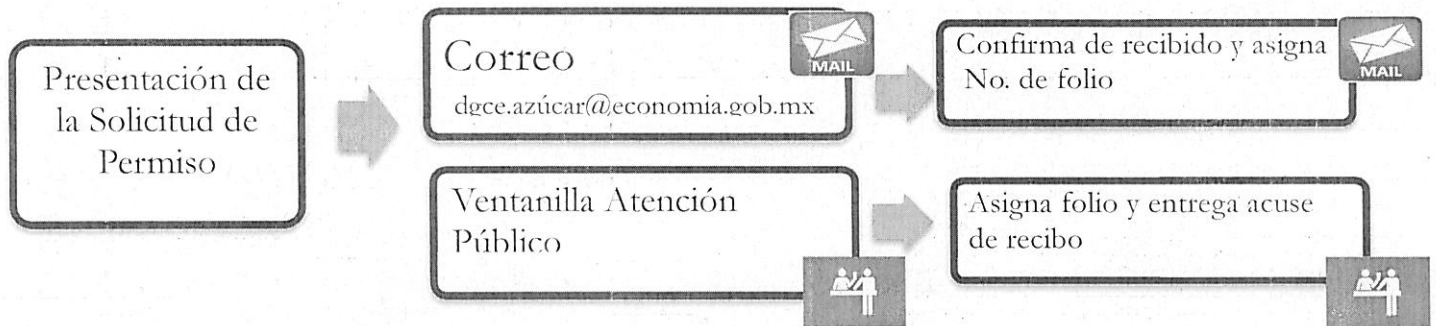 Presentación de
la Solicitud de
Permiso
Correo
dgce.azúcar@economia.gob.mx
MAIL
Confirma de recibido y asigna
No. de folio
MAIL
Ventanilla Atención
Público
Asigna folio y entrega acuse
de recibo